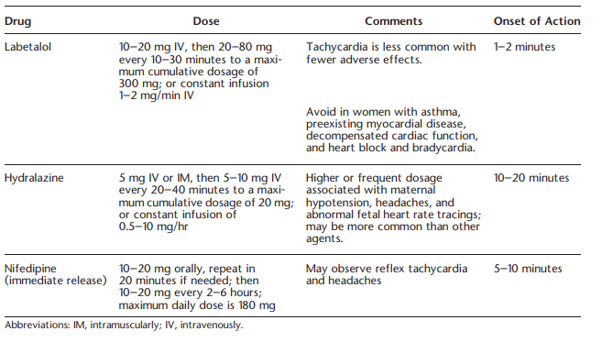 Drug Dose Comments Onset of Action
Labetalol 10–20 mg IV, then 20–80 mg Tachycardia is less common with 1–2 minutes
every 10–30 minutes to a maxi- fewer adverse effects.
mum cumulative dosage of
300 mg; or constant infusion
1–2 mg/min IV
Avoid in women with asthma,
preexisting myocardial disease,
decompensated cardiac function,
and heart block and bradycardia.
Hydralazine 5 mg IV or IM, then 5–10 mg IV Higher or frequent dosage 10–20 minutes
every 20–40 minutes to a maxi- associated with maternal
mum cumulative dosage of 20 mg; hypotension, headaches, and
or constant infusion of abnormal fetal heart rate tracings;
0.5–10 mg/hr may be more common than other
agents.
Nifedipine 10–20 mg orally, repeat in May observe reflex tachycardia 5–10 minutes
(immediate release) 20 minutes if needed; then and headaches
10–20 mg every 2–6 hours;
maximum daily dose is 180 mg
Abbreviations: IM, intramuscularly; IV, intravenously.